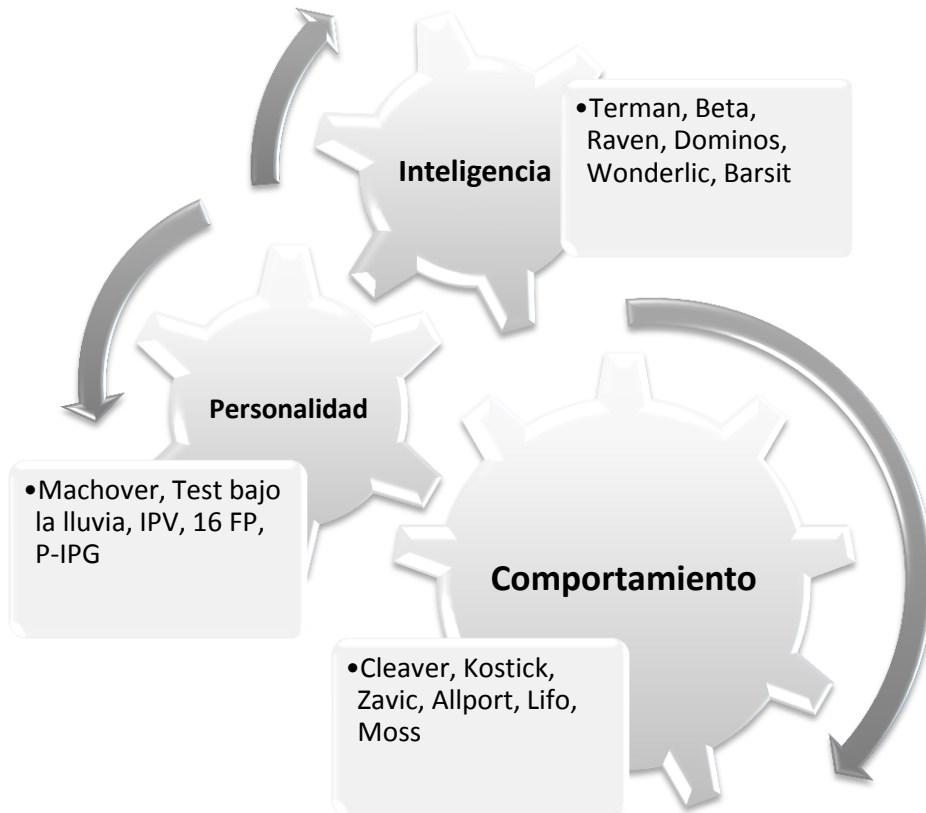 Inteligencia
•Terman, Beta,
Raven, Dominos,
Wonderlic, Barsit
Personalidad
•Machover, Test bajo
la lluvia, IPV, 16 FP,
P-IPG
Comportamiento
•Cleaver, Kostick,
Zavic, Allport, Lifo,
Moss